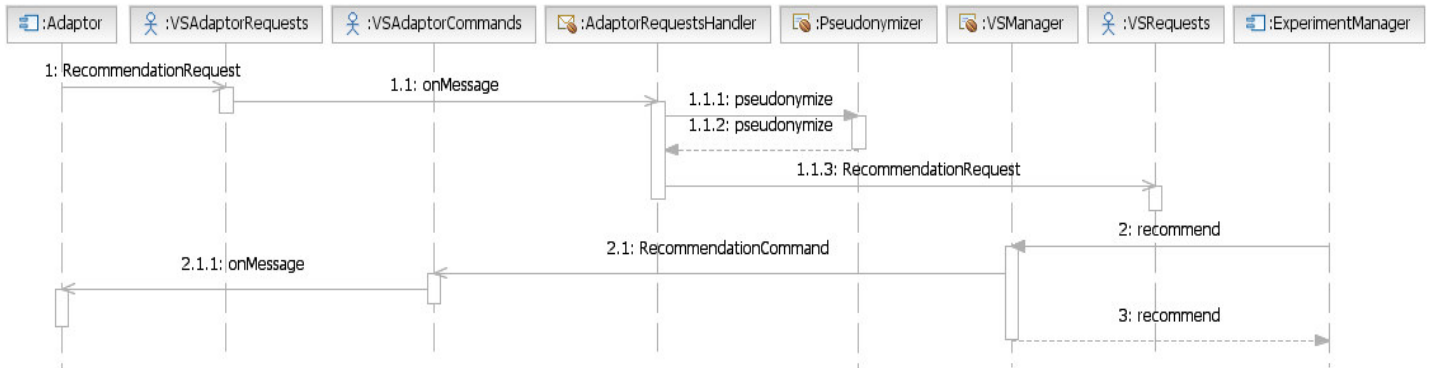 :Adaptor
:VSAdaptorRequests
:VSAdaptorCommands
:AdaptorRequestsHandler
:Pseudonymizer
:VSManager
:VSRequests
:ExperimentManager
1: RecommendationRequest
1.1: onMessage
1.1.1: pseudonymize
1.1.2: pseudonymize
1.1.3: RecommendationRequest
2: recommend
2.1: RecommendationCommand
2.1.1: onMessage
3: recommend